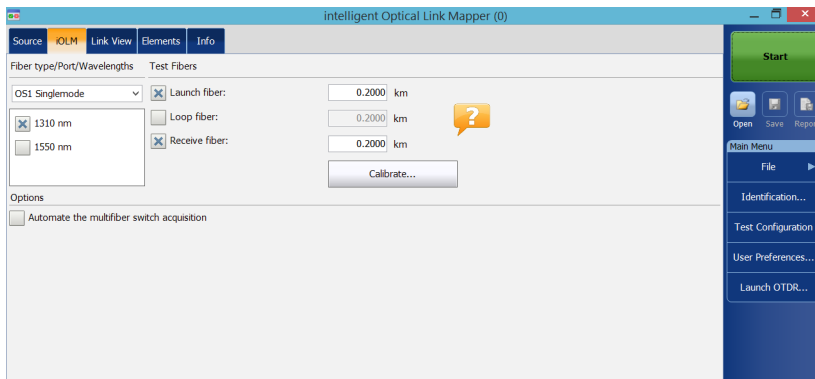 intelligent Optical Link Mapper (0)
Source iOLM Link View Elements Info
Fiber type/Port/Wavelengths Test Fibers
OS1 Singlemode
1310 nm
1550 nm
Launch fiber: 0.2000 km
Loop fiber: 0.2000 km
Receive fiber: 0.2000 km
?
Calibrate...
Options
Automate the multifiber switch acquisition
Start
Open Save Repor
Main Menu
File
Identification...
Test Configuration
User Preferences...
Launch OTDR...